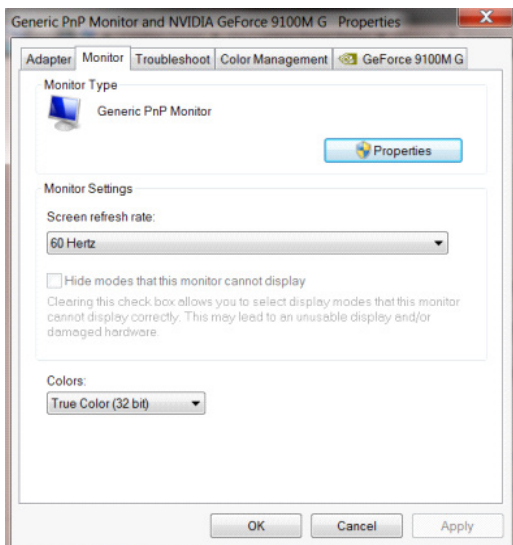 Generic PnP Monitor and NVIDIA GeForce 9100M G Properties
Adapter Monitor Troubleshoot Color Management GeForce 9100M G
Monitor Type
Generic PnP Monitor
Properties
Monitor Settings
Screen refresh rate:
60 Hertz
Hide modes that this monitor cannot display
Clearing this check box allows you to select display modes that this monitor
cannot display correctly. This may lead to an unusable display and/or
damaged hardware.
Colors:
True Color (32 bit)
OK Cancel Apply